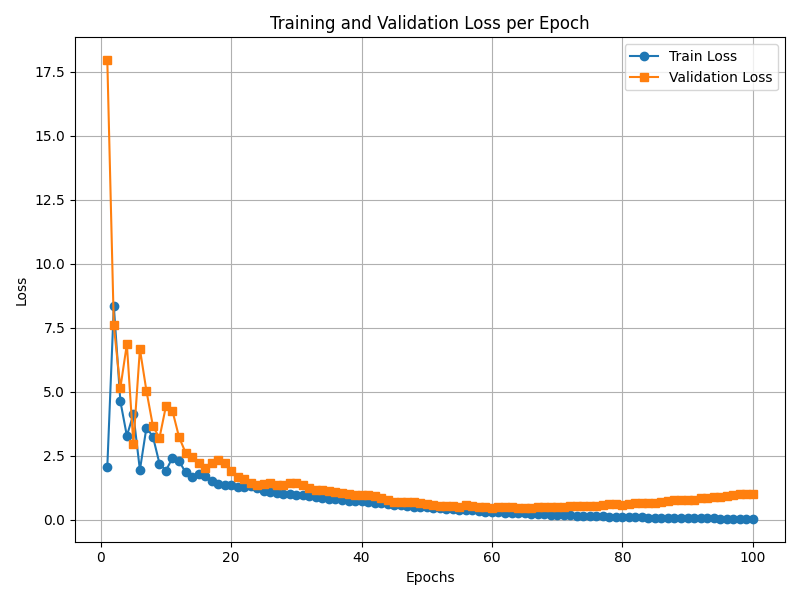 Training and Validation Loss per Epoch
Train Loss
Validation Loss
17.5
15.0
12.5
10.0
7.5
5.0
2.5
0.0
Loss
0 20 40 60 80 100
Epochs